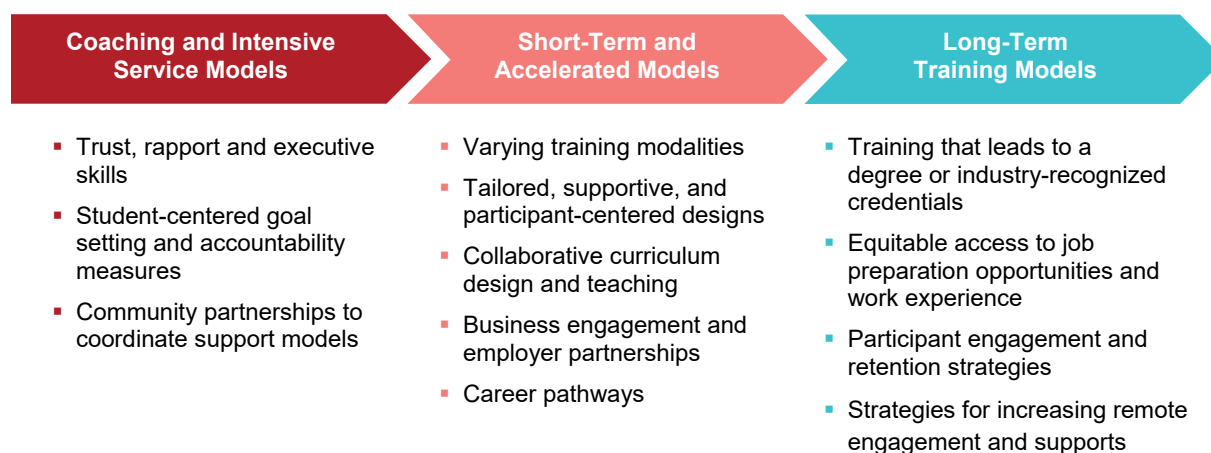 Coaching and Intensive
Service Models
▪ Trust, rapport and executive
skills
▪ Student-centered goal
setting and accountability
measures
▪ Community partnerships to
coordinate support models
Short-Term and
Accelerated Models
▪ Varying training modalities
▪ Tailored, supportive, and
participant-centered designs
▪ Collaborative curriculum
design and teaching
▪ Business engagement and
employer partnerships
▪ Career pathways
Long-Term
Training Models
▪ Training that leads to a
degree or industry-recognized
credentials
▪ Equitable access to job
preparation opportunities and
work experience
▪ Participant engagement and
retention strategies
▪ Strategies for increasing remote
engagement and supports